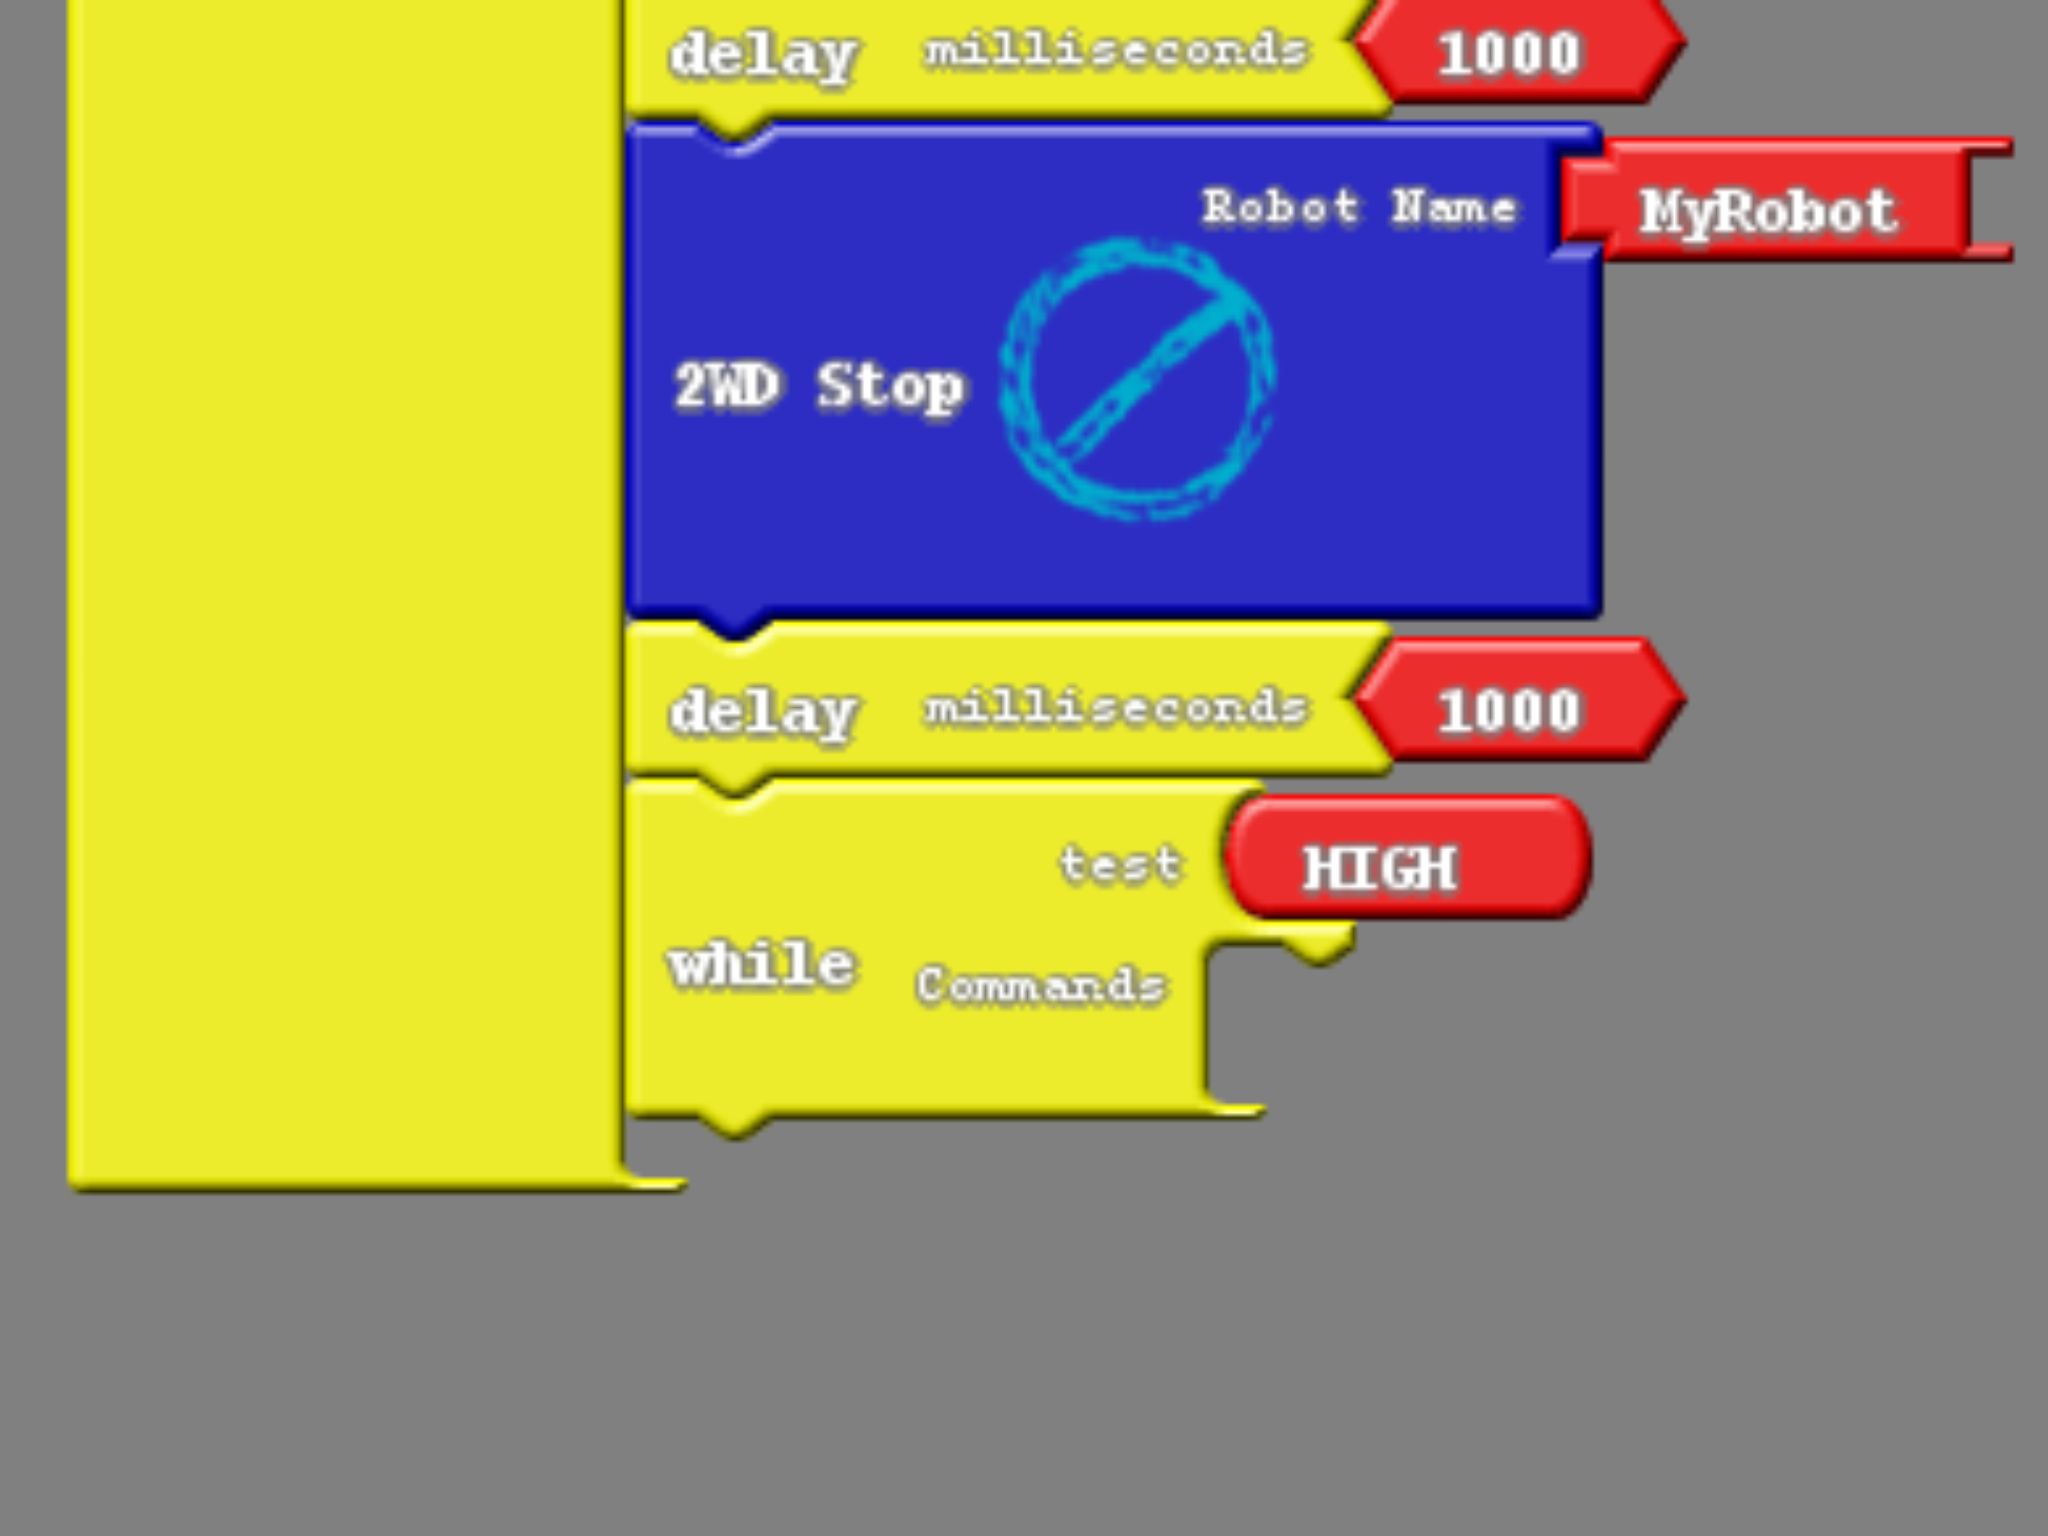 delay milliseconds 1000
Robot Name MyRobot
2WD Stop
delay milliseconds 1000
test HIGH
while Commands